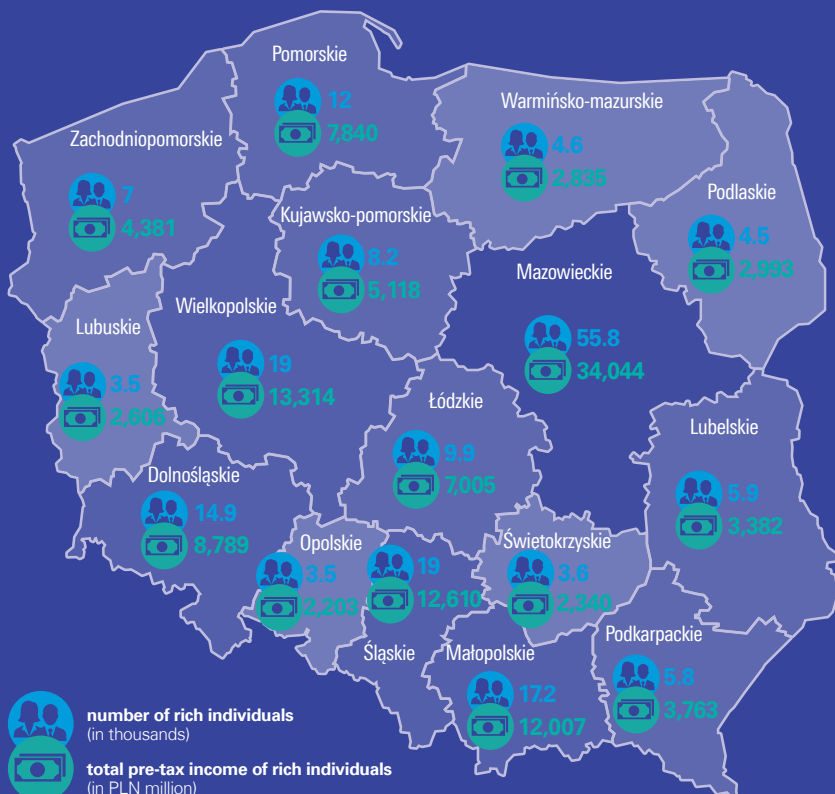 Pomorskie
12
7,840
Warmińsko-mazurskie
4.6
2,835
Zachodniopomorskie
7
4,381
Podlaskie
4.5
2,993
Kujawsko-pomorskie
8.2
5,118
Mazowieckie
55.8
34,044
Wielkopolskie
19
13,314
Lubuskie
3.5
2,606
Łódzkie
9.9
7,005
Lubelskie
5.9
3,382
Dolnośląskie
14.9
8,789
Opolskie
3.5
2,203
19
12,610
Śląskie
Świętokrzyskie
3.6
2,340
Małopolskie
17.2
12,007
Podkarpackie
5.8
3,763
number of rich individuals
(in thousands)
total pre-tax income of rich individuals
(in PLN million)